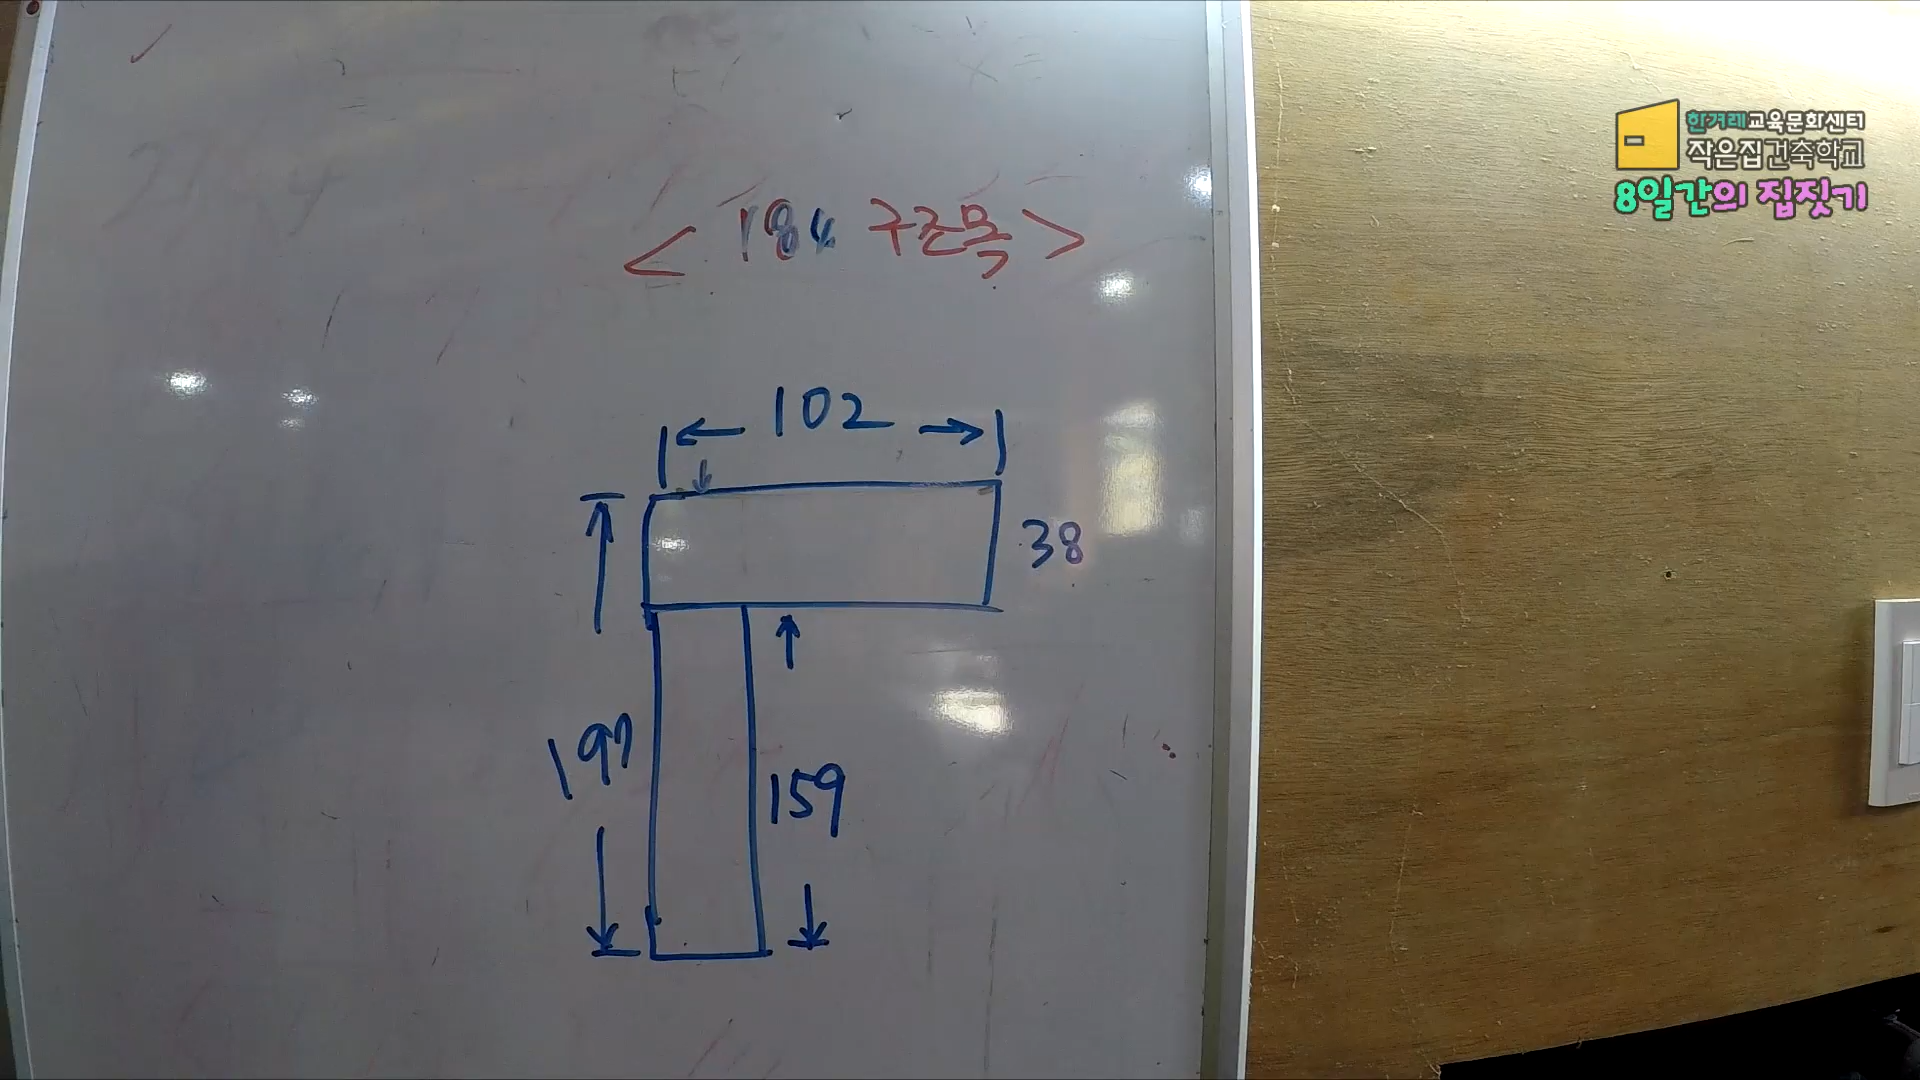 한겨레교육문화센터
작은집건축학교
8일간의 집짓기
< 184 구조목 >
102
38
197
159